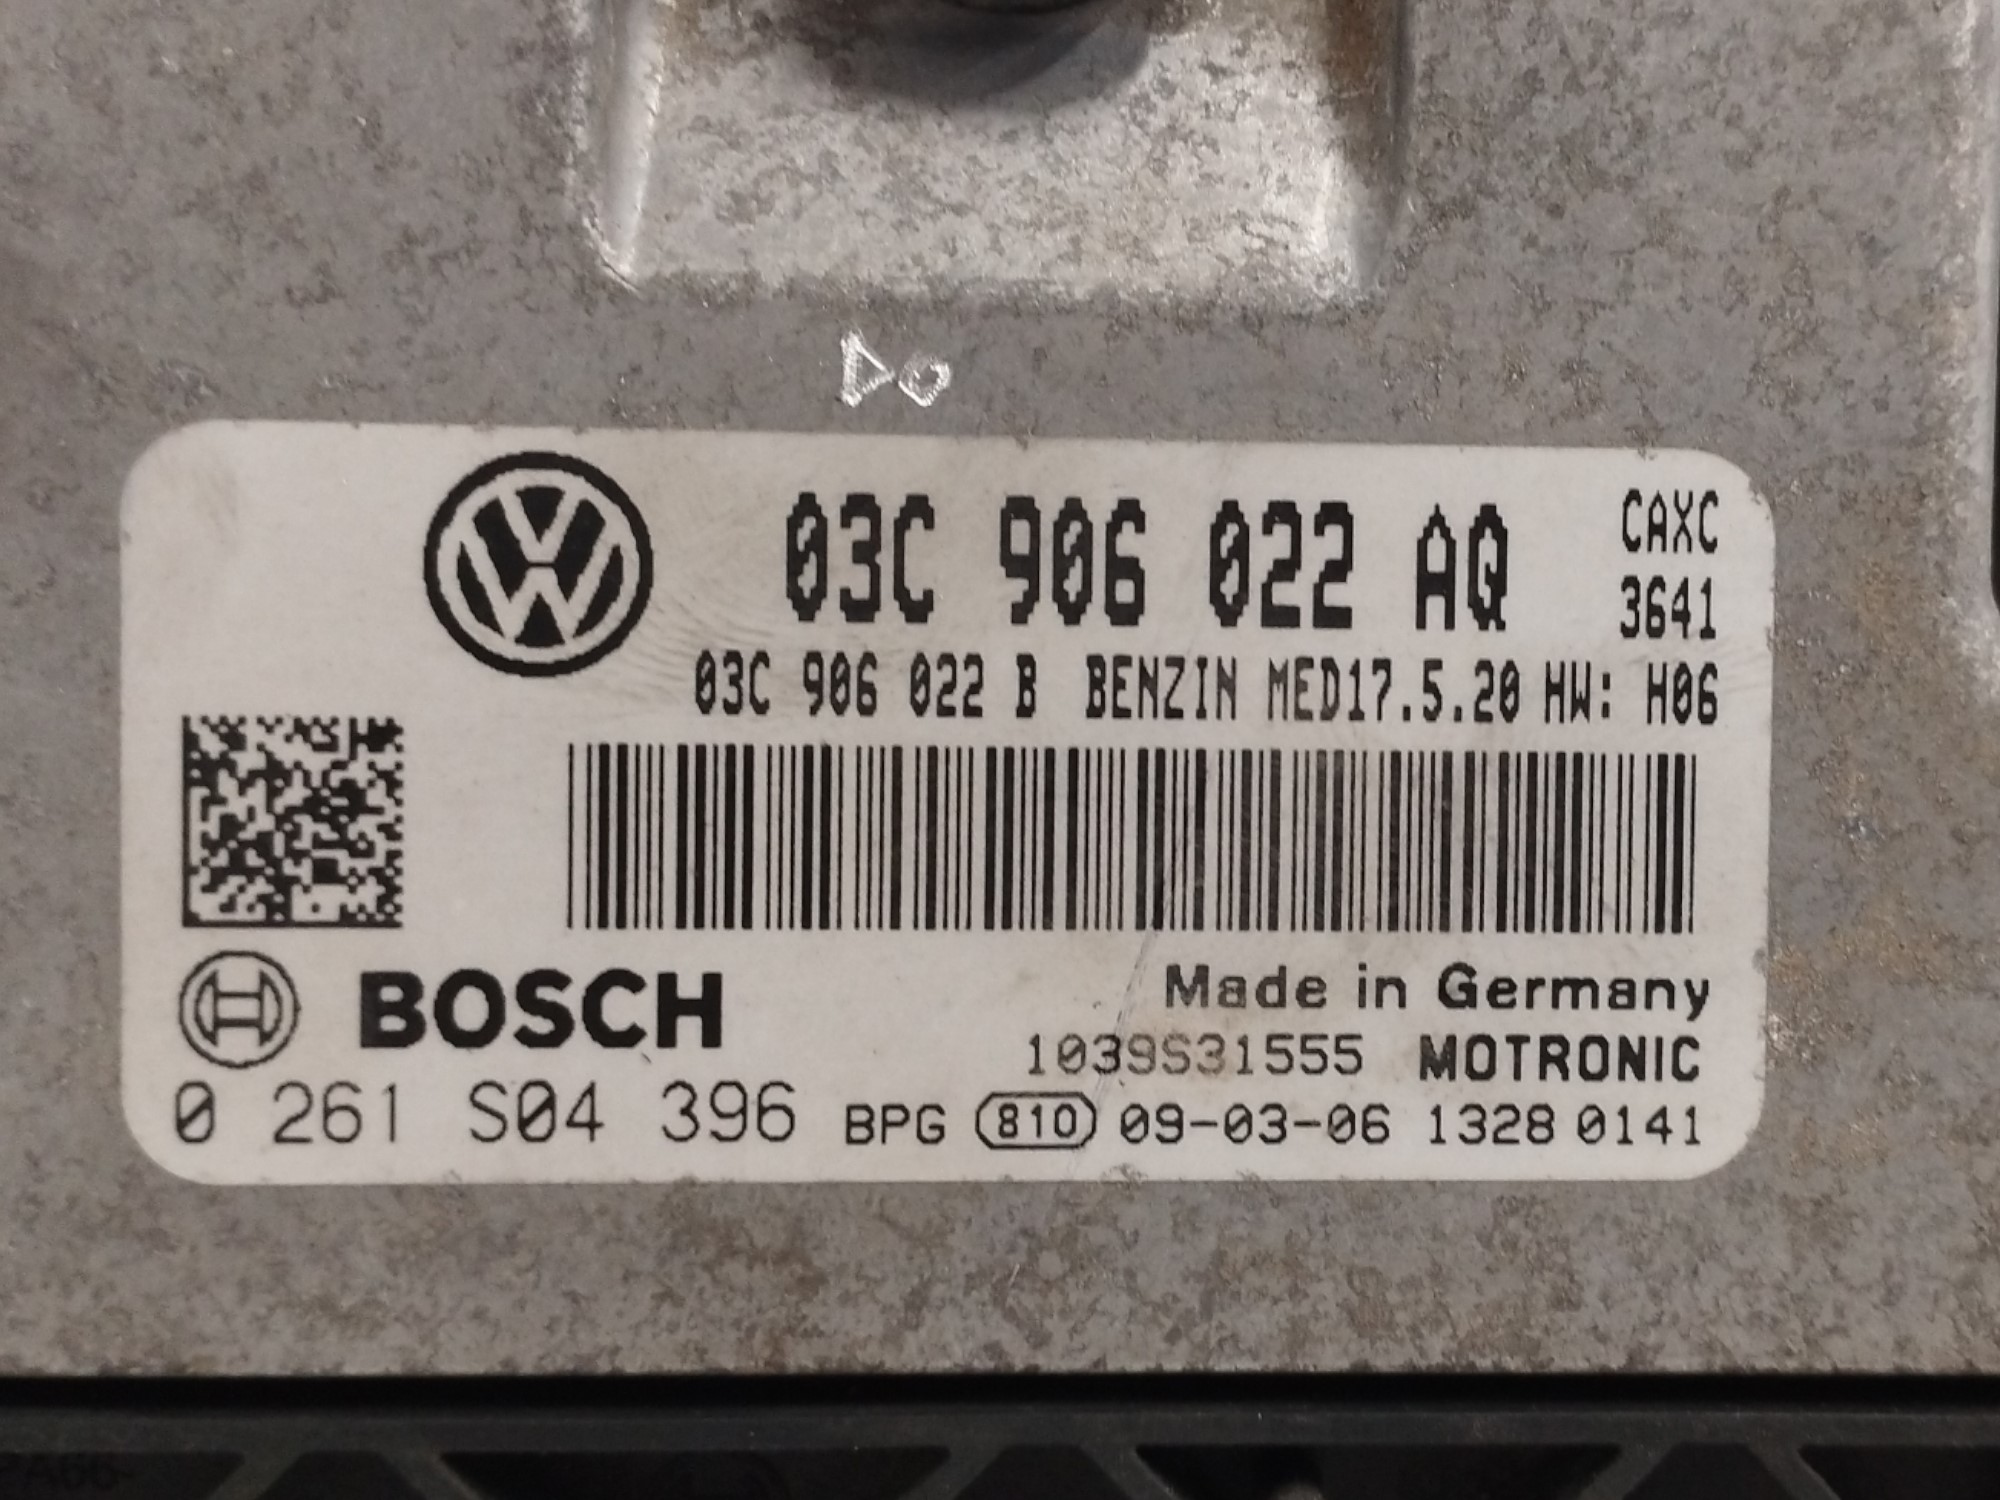 DO
03C 906 022 AQ
CAXC
3641
03C 906 022 B BENZIN MED17.5.20 HW: H06
BOSCH
Made in Germany
1039S31555 MOTRONIC
0 261 S04 396 BPG 810 09-03-06 1328 0141